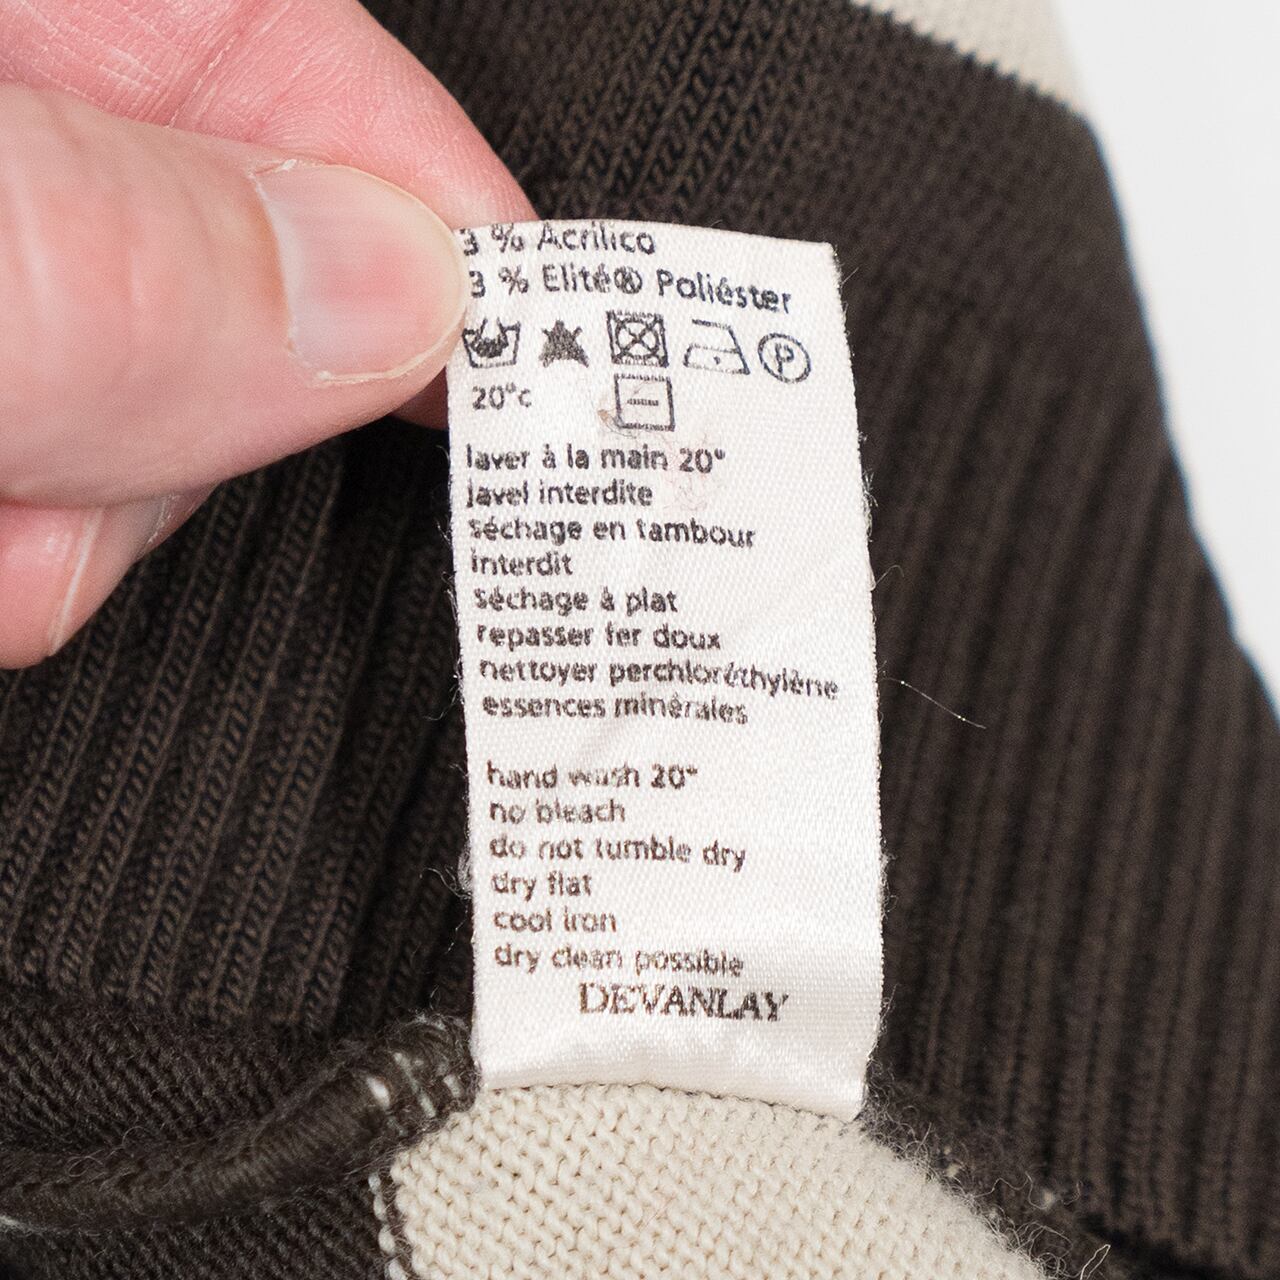 3 % Acrílico
3 % Elité® Poliéster
P
20°c
laver à la main 20°
Javel interdite
séchage en tambour
interdit
séchage à plat
repasser fer doux
nettoyer perchloréthylène
essences minérales
hand wash 20°
no bleach
do not tumble dry
dry flat
cool iron
dry clean possible
DEVANLAY